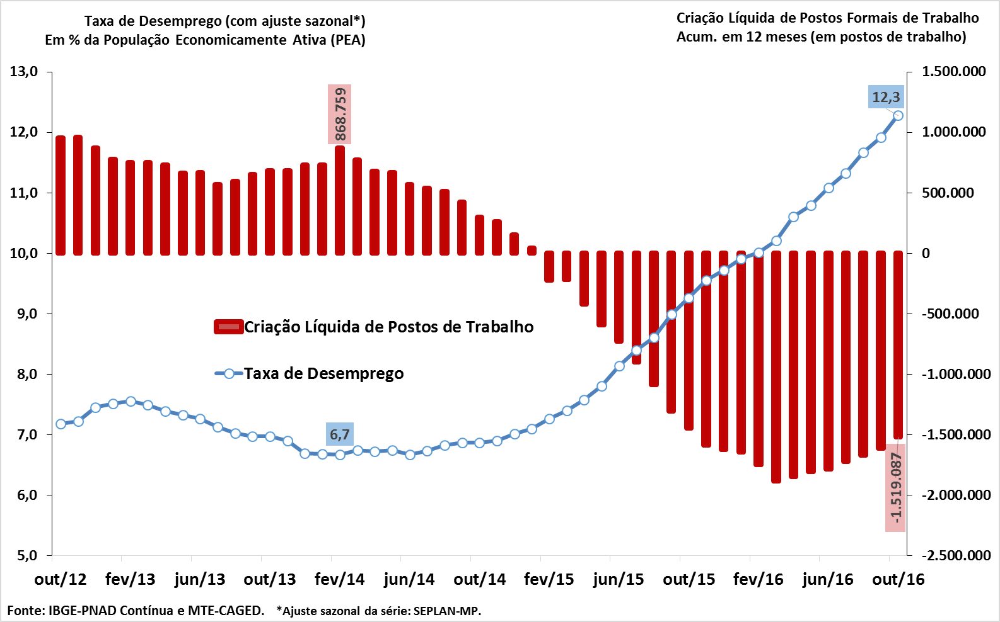 Taxa de Desemprego (com ajuste sazonal*)
Em % da População Economicamente Ativa (PEA)
Criação Líquida de Postos Formais de Trabalho
Acum. em 12 meses (em postos de trabalho)
13,0
12,0
11,0
10,0
9,0
8,0
7,0
6,0
5,0
868.759
12,3
1.500.000
1.000.000
500.000
0
-500.000
-1.000.000
-1.500.000
-2.000.000
-2.500.000
Criação Líquida de Postos de Trabalho
Taxa de Desemprego
6,7
-1.519.087
out/12 fev/13 jun/13 out/13 fev/14 jun/14 out/14 fev/15 jun/15 out/15 fev/16 jun/16 out/16
Fonte: IBGE-PNAD Contínua e MTE-CAGED. *Ajuste sazonal da série: SEPLAN-MP.